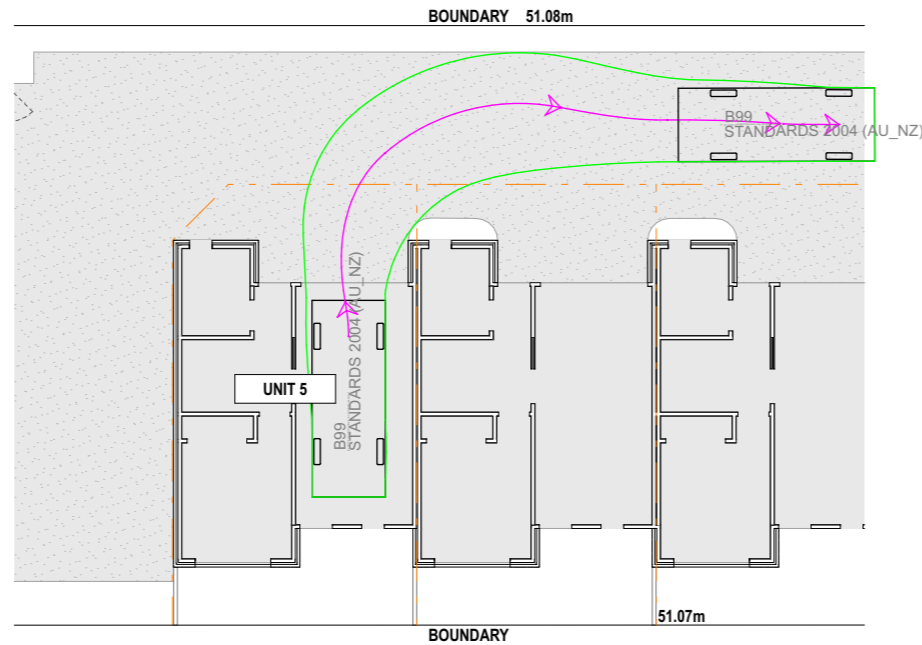 BOUNDARY 51.08m
B99
STANDARDS 2004 (AU_NZ)
UNIT 5
B99
STANDARDS 2004 (AU_NZ)
51.07m
BOUNDARY